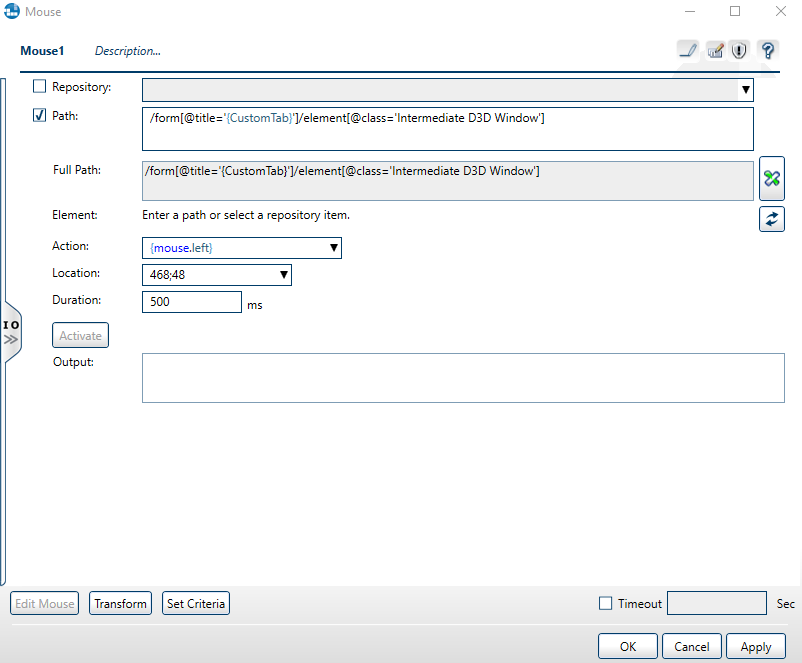 Mouse
Mouse1 Description...
Repository:
Path: /form[@title='{CustomTab}']/element[@class='Intermediate D3D Window']
Full Path: /form[@title='{CustomTab}']/element[@class='Intermediate D3D Window']
Element: Enter a path or select a repository item.
Action: {mouse.left}
Location: 468;48
Duration: 500 ms
IO
Activate
Output:
Edit Mouse Transform Set Criteria Timeout Sec
OK Cancel Apply